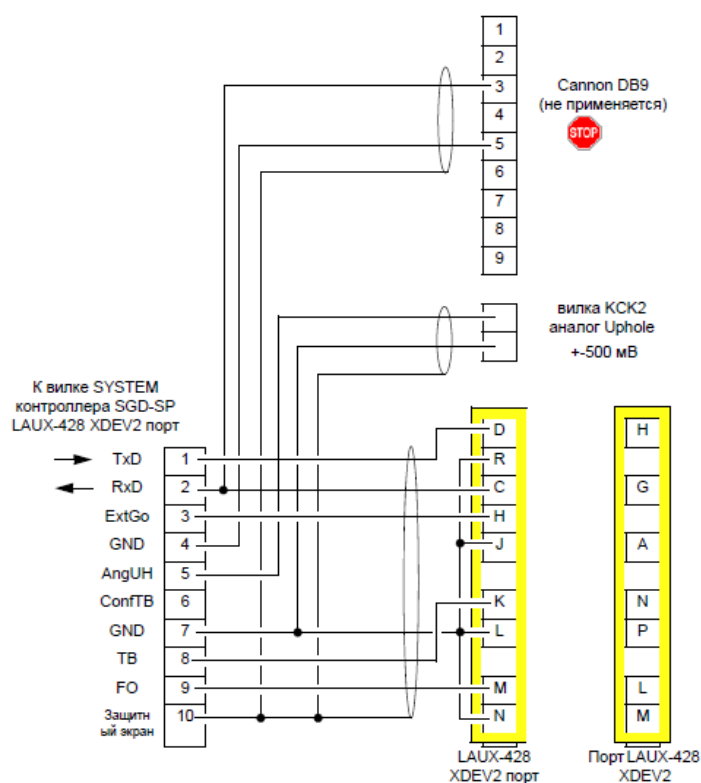 1
2
3
4
5
6
7
8
9
Cannon DB9
(не применяется)
STOP
вилка KCK2
аналог Uphole
+-500 мВ
К вилке SYSTEM
контроллера SGD-SP
LAUX-428 XDEV2 порт
TxD 1
RxD 2
ExtGo 3
GND 4
AngUH 5
ConfTB 6
GND 7
TB 8
FO 9
Защитн
ый экран
10
D
R
C
H
J
K
L
M
N
LAUX-428
XDEV2 порт
H
G
A
N
P
L
M
Порт LAUX-428
XDEV2